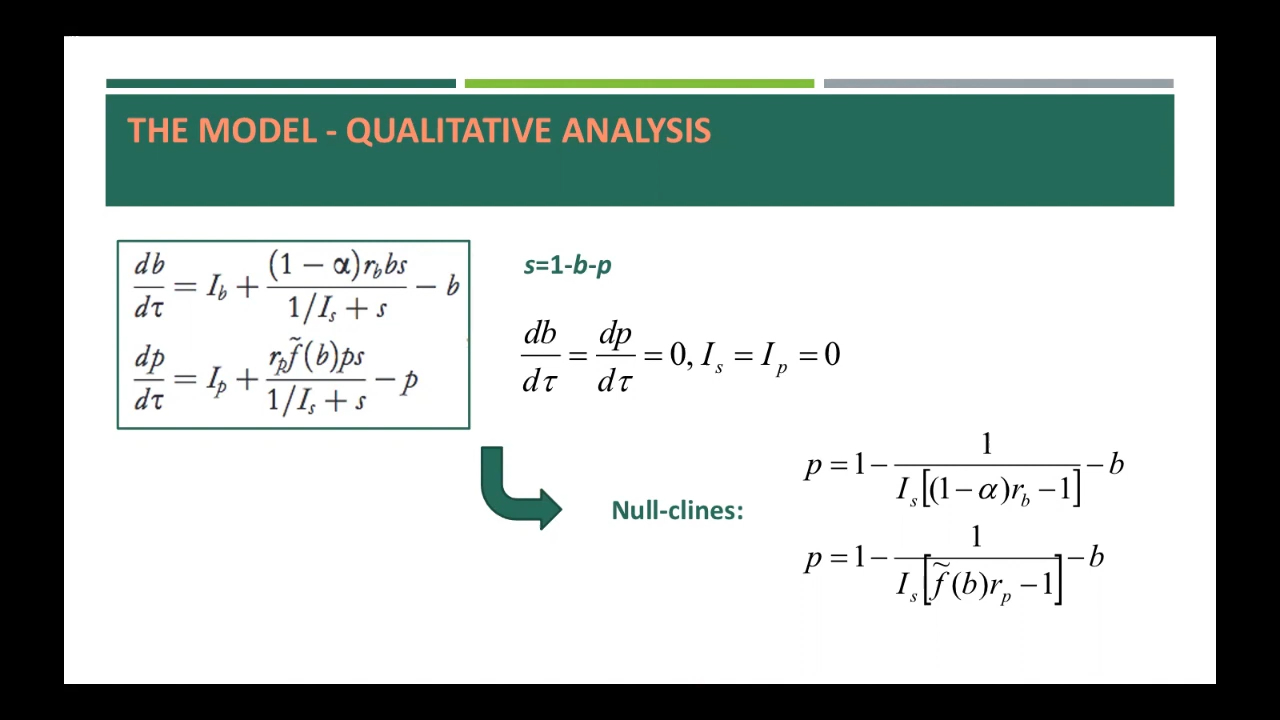 THE MODEL - QUALITATIVE ANALYSIS
db/dτ = I_b + (1 − α)r_b bs / (1/I_s + s) − b
dp/dτ = I_p + r_p f̃(b)ps / (1/I_s + s) − p
s=1-b-p
db/dτ = dp/dτ = 0, I_s = I_p = 0
Null-clines:
p = 1 − 1 / (I_s[(1 − α)r_b − 1]) − b
p = 1 − 1 / (I_s[f̃(b)r_p − 1]) − b